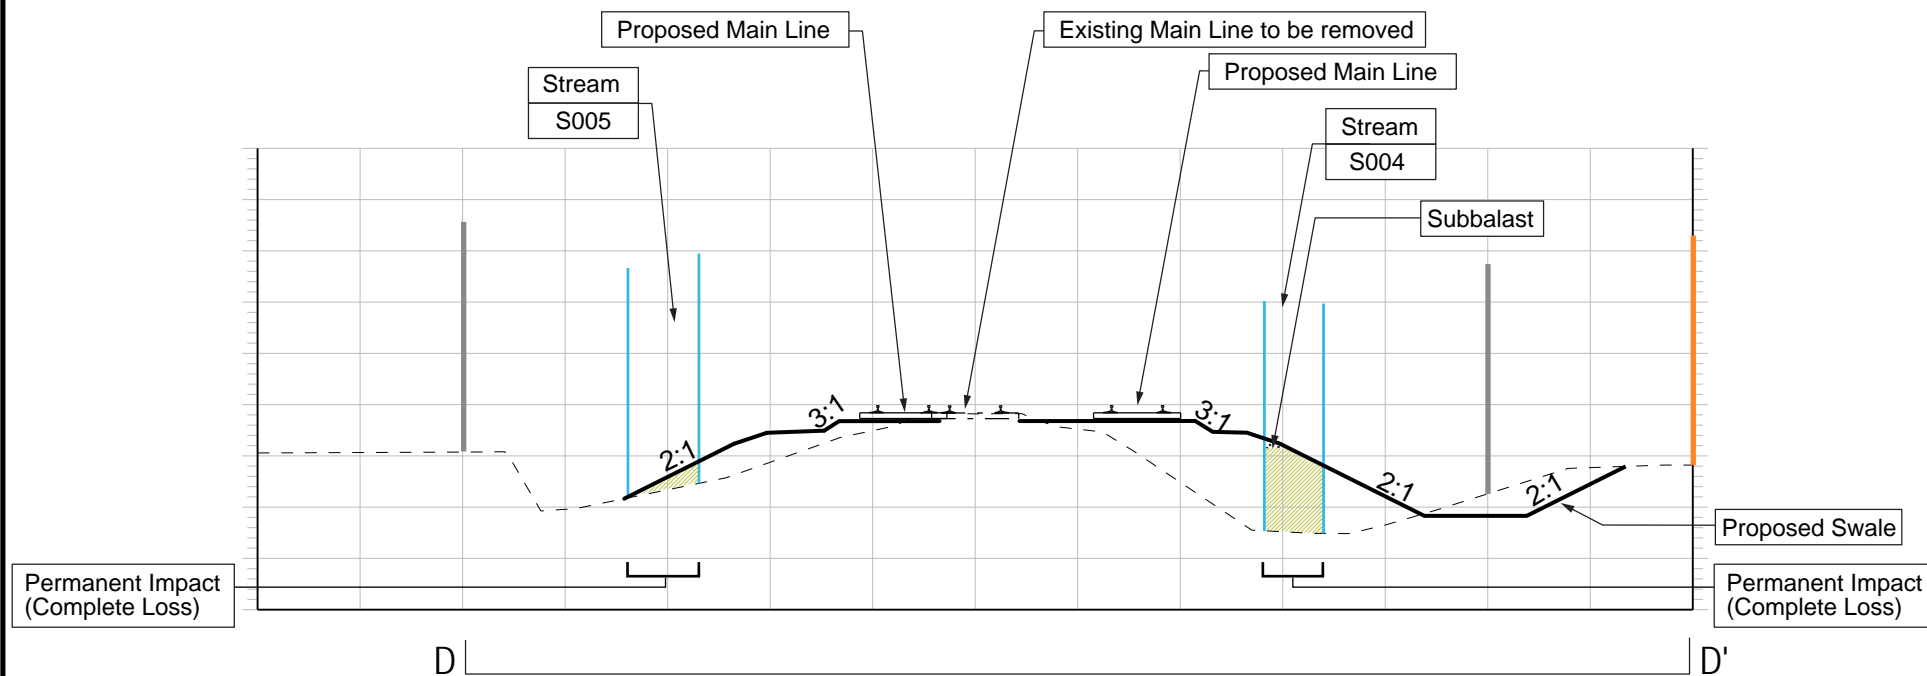 Proposed Main Line
Existing Main Line to be removed
Proposed Main Line
Stream
S005
Stream
S004
Subbalast
3:1
3:1
2:1
2:1
2:1
Proposed Swale
Permanent Impact
(Complete Loss)
Permanent Impact
(Complete Loss)
D
D'